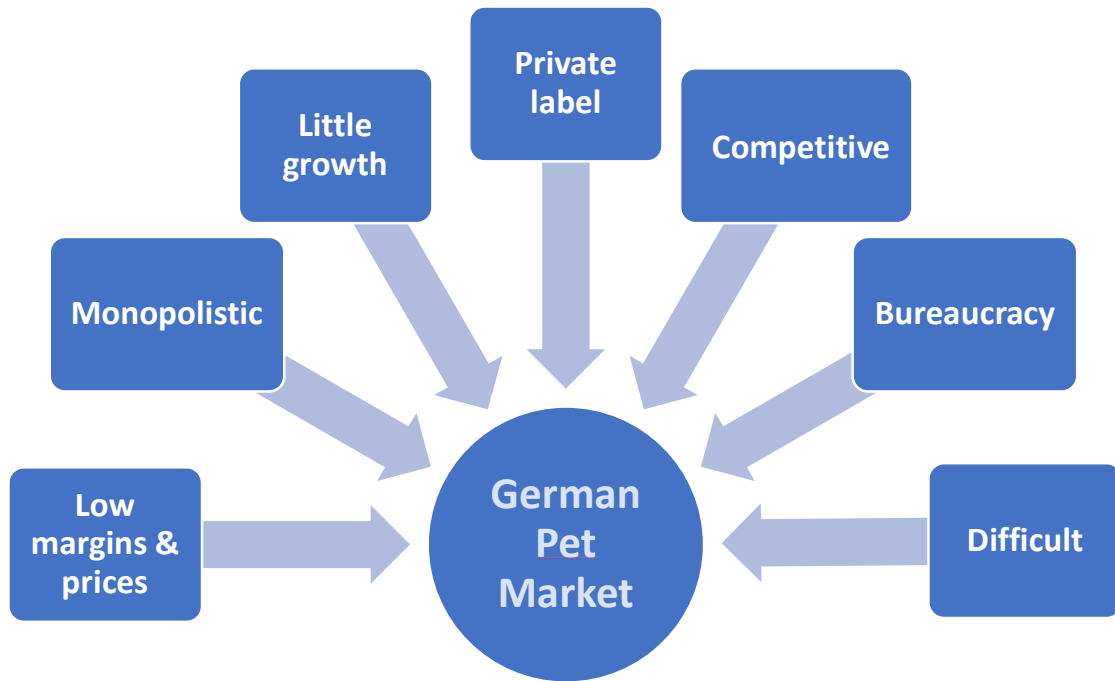 Private
label
Little
growth
Competitive
Monopolistic
Bureaucracy
Low
margins &
prices
German
Pet
Market
Difficult